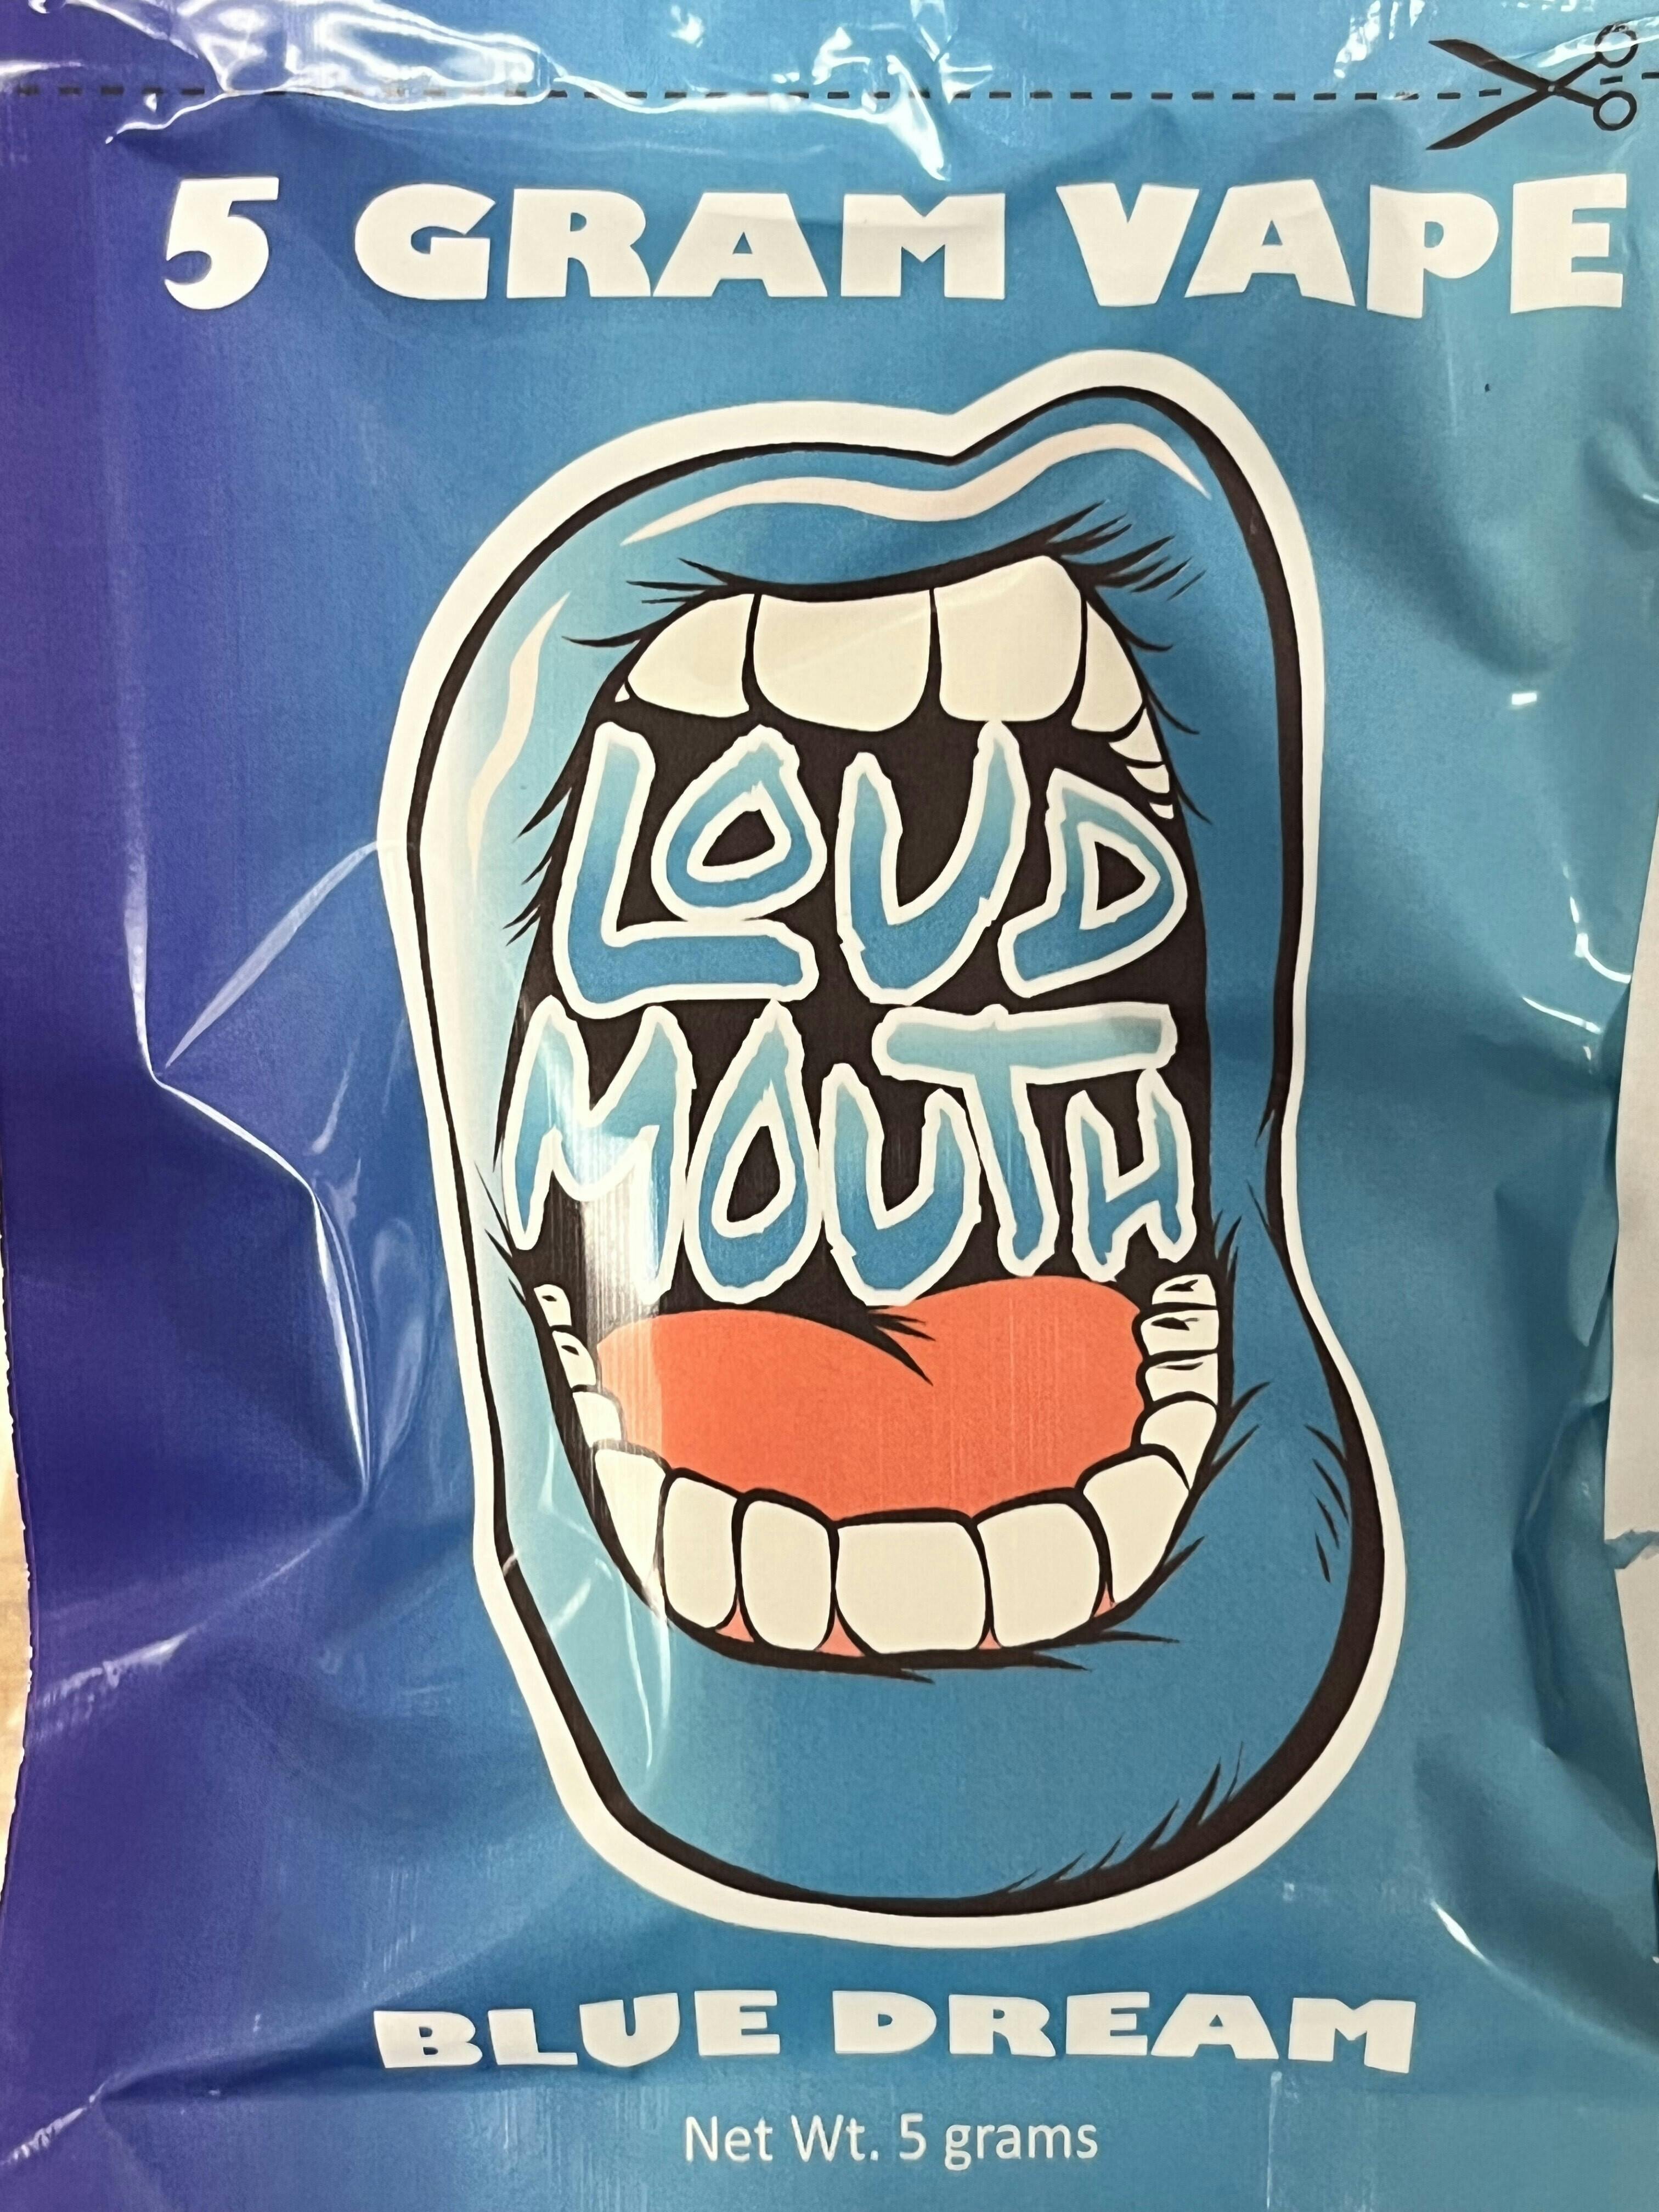 5 GRAM VAPE
LOUD
MOUTH
BLUE DREAM
Net Wt. 5 grams